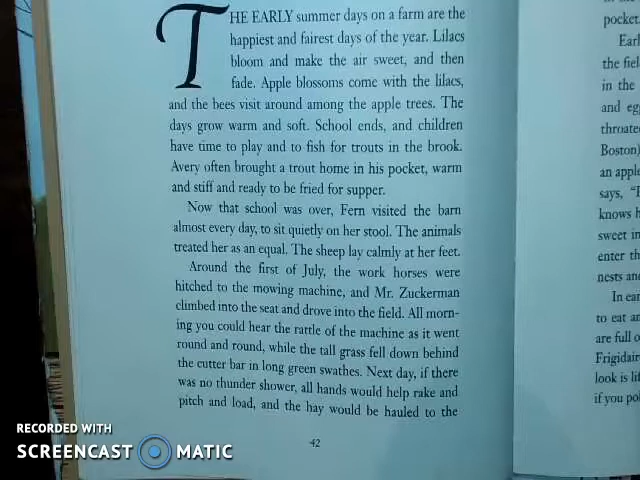 THE EARLY summer days on a farm are the
happiest and fairest days of the year. Lilacs
bloom and make the air sweet, and then
fade. Apple blossoms come with the lilacs,
and the bees visit around among the apple trees. The
days grow warm and soft. School ends, and children
have time to play and to fish for trouts in the brook.
Avery often brought a trout home in his pocket, warm
and stiff and ready to be fried for supper.
Now that school was over, Fern visited the barn
almost every day, to sit quietly on her stool. The animals
treated her as an equal. The sheep lay calmly at her feet.
Around the first of July, the work horses were
hitched to the mowing machine, and Mr. Zuckerman
climbed into the seat and drove into the field. All morn-
ing you could hear the rattle of the machine as it went
round and round, while the tall grass fell down behind
the cutter bar in long green swathes. Next day, if there
was no thunder shower, all hands would help rake and
pitch and load, and the hay would be hauled to the
42
pocket.
Earl
the fiel
in the
and eg
throate
Boston)
an apple
says, "
knows h
sweet in
enter th
nests and
In ear
to eat a
are full o
Frigidair
look is lif
if you po
RECORDED WITH
SCREENCAST MATIC